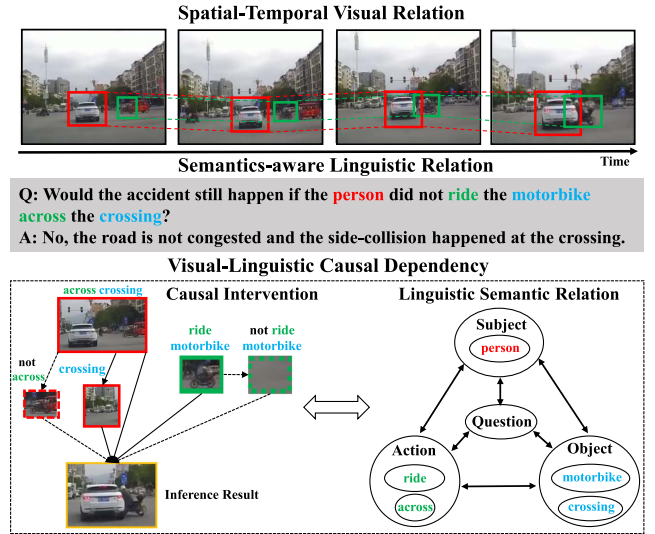 Spatial-Temporal Visual Relation
Time
Semantics-aware Linguistic Relation
Q: Would the accident still happen if the person did not ride the motorbike
across the crossing?
A: No, the road is not congested and the side-collision happened at the crossing.
Visual-Linguistic Causal Dependency
across crossing
Causal Intervention
not
across
crossing
ride
motorbike
not ride
motorbike
Inference Result
Linguistic Semantic Relation
Subject
person
Question
Action
ride
across
Object
motorbike
crossing